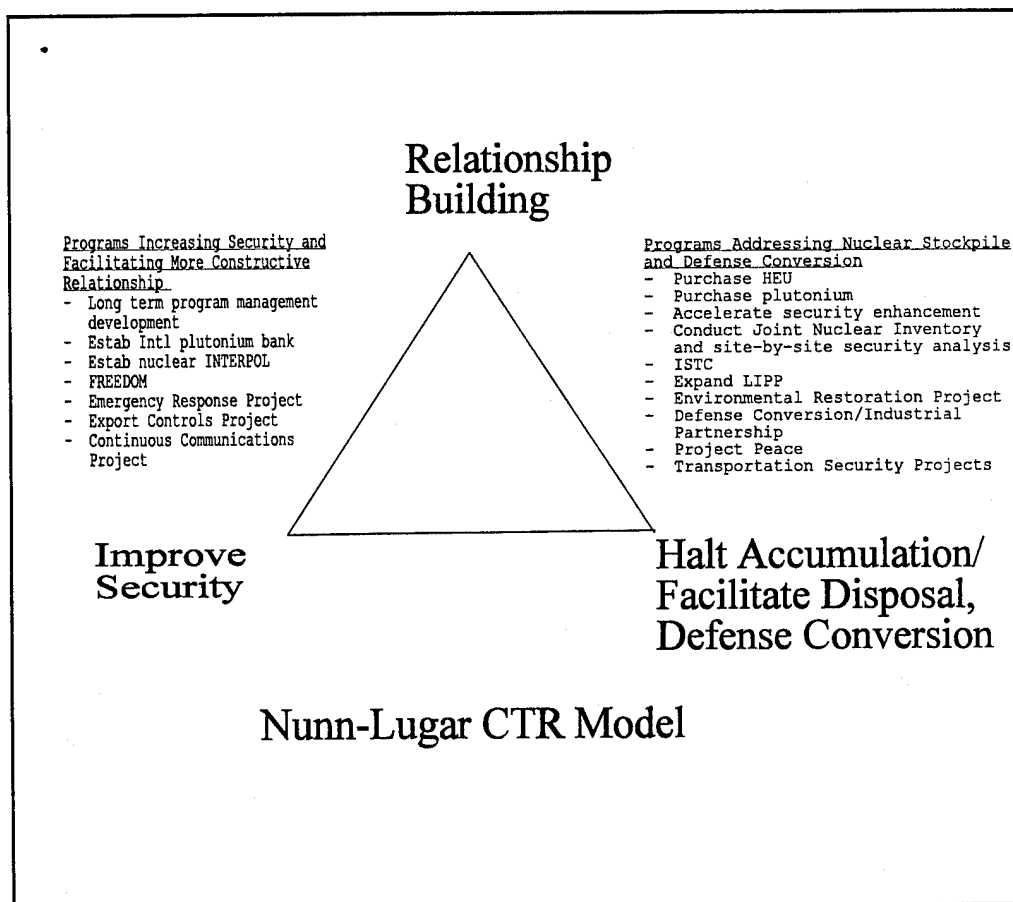 Relationship
Building
Programs Increasing Security and
Facilitating More Constructive
Relationship
- Long term program management
development
- Estab Intl plutonium bank
- Estab nuclear INTERPOL
- FREEDOM
- Emergency Response Project
- Export Controls Project
- Continuous Communications
Project
Programs Addressing Nuclear Stockpile
and Defense Conversion
- Purchase HEU
- Purchase plutonium
- Accelerate security enhancement
- Conduct Joint Nuclear Inventory
and site-by-site security analysis
- ISTC
- Expand LIPP
- Environmental Restoration Project
- Defense Conversion/Industrial
Partnership
- Project Peace
- Transportation Security Projects
Improve
Security
Halt Accumulation/
Facilitate Disposal,
Defense Conversion
Nunn-Lugar CTR Model